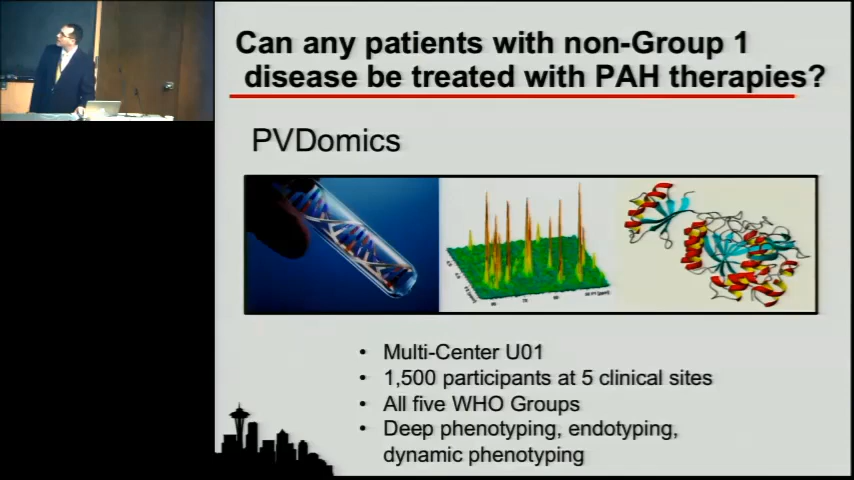 Can any patients with non-Group 1
disease be treated with PAH therapies?
PVDomics
• Multi-Center U01
• 1,500 participants at 5 clinical sites
• All five WHO Groups
• Deep phenotyping, endotyping,
dynamic phenotyping